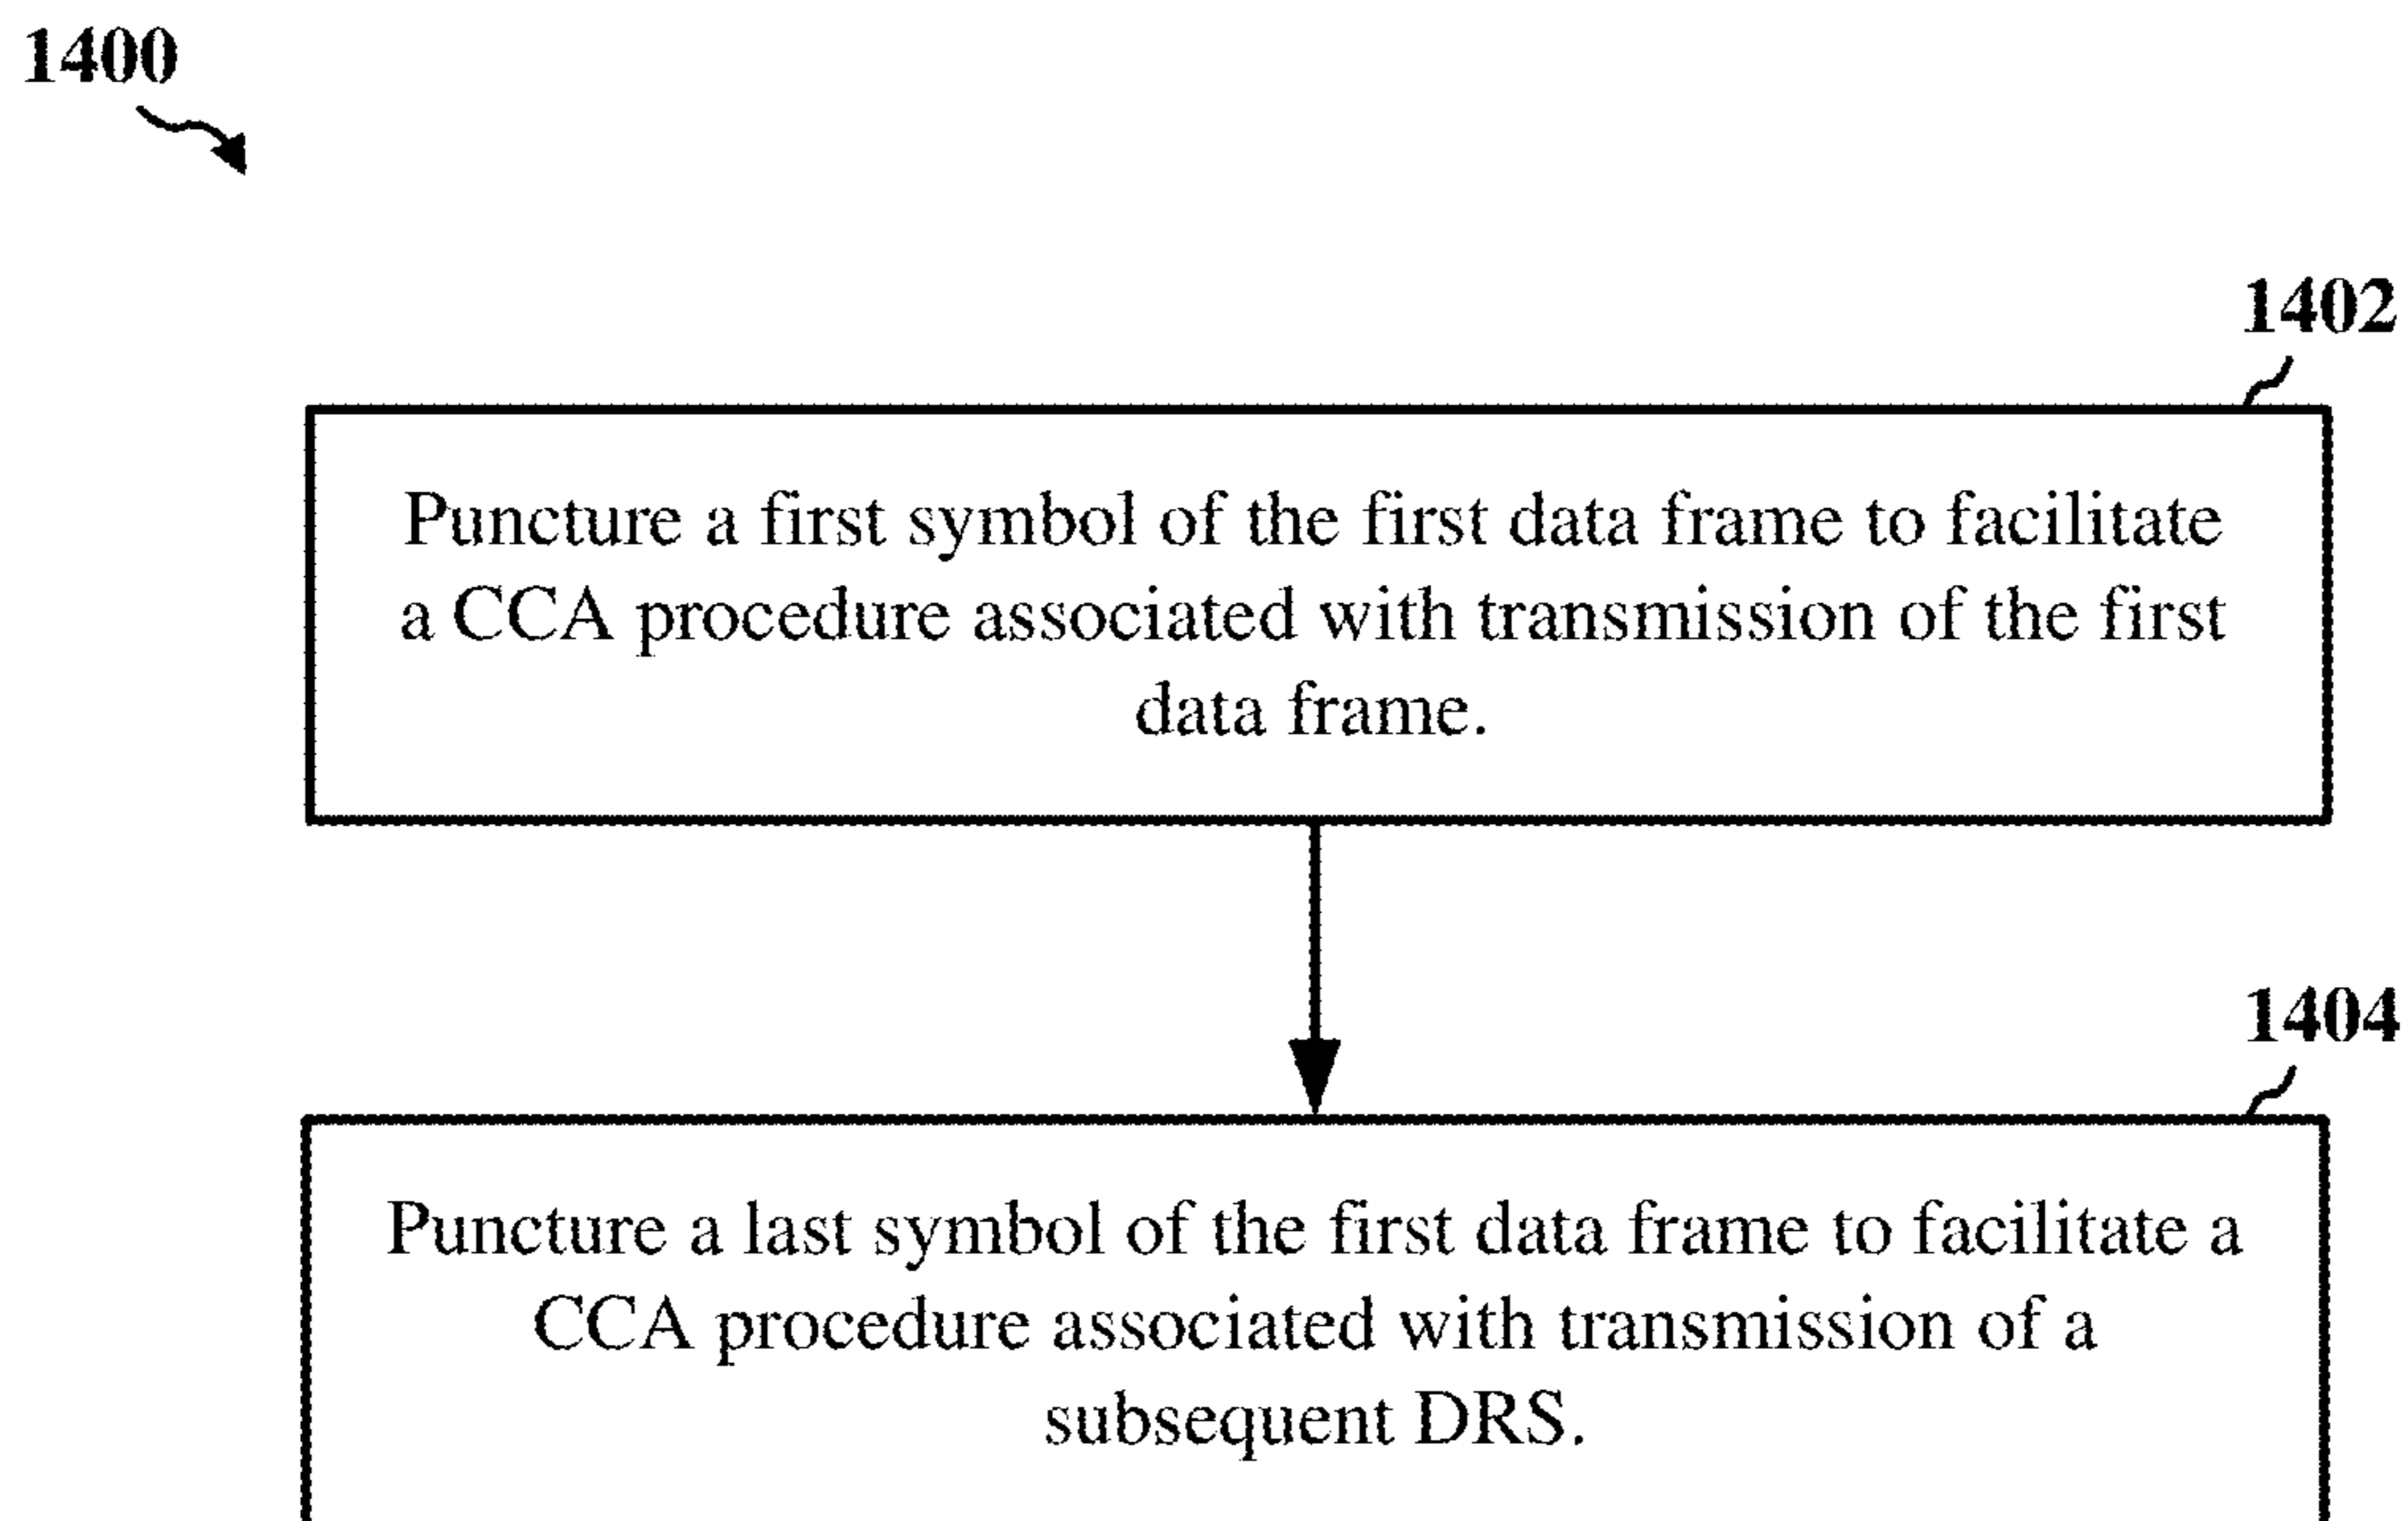 1400
1402
Puncture a first symbol of the first data frame to facilitate
a CCA procedure associated with transmission of the first
data frame.
1404
Puncture a last symbol of the first data frame to facilitate a
CCA procedure associated with transmission of a
subsequent DRS.